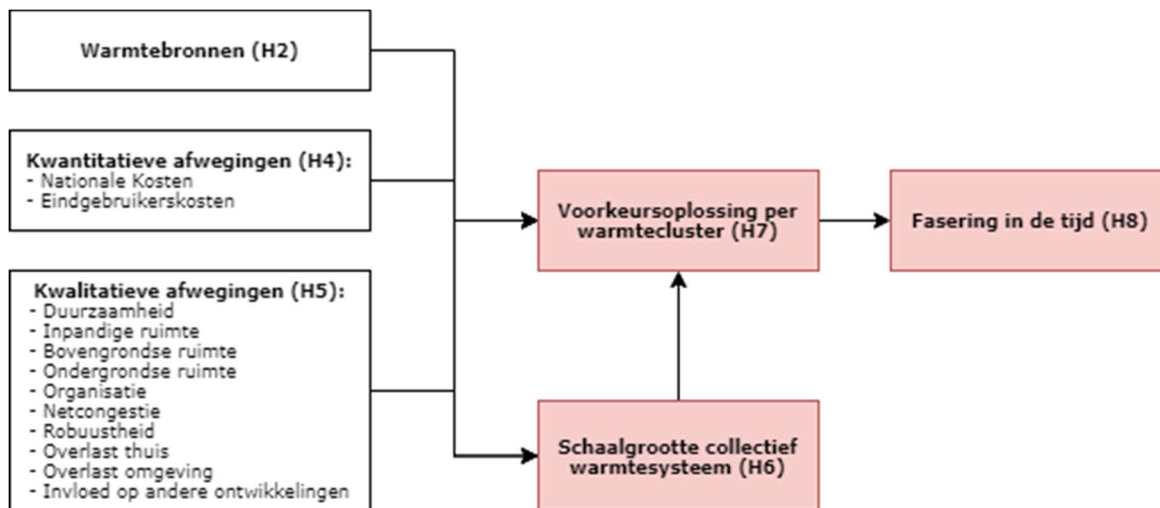 Warmtebronnen (H2)
Kwantitatieve afwegingen (H4):
- Nationale Kosten
- Eindgebruikerskosten
Kwalitatieve afwegingen (H5):
- Duurzaamheid
- Inpandige ruimte
- Bovengrondse ruimte
- Ondergrondse ruimte
- Organisatie
- Netcongestie
- Robuustheid
- Overlast thuis
- Overlast omgeving
- Invloed op andere ontwikkelingen
Voorkeursoplossing per
warmtecluster (H7)
Schaalgrootte collectief
warmtesysteem (H6)
Fasering in de tijd (H8)